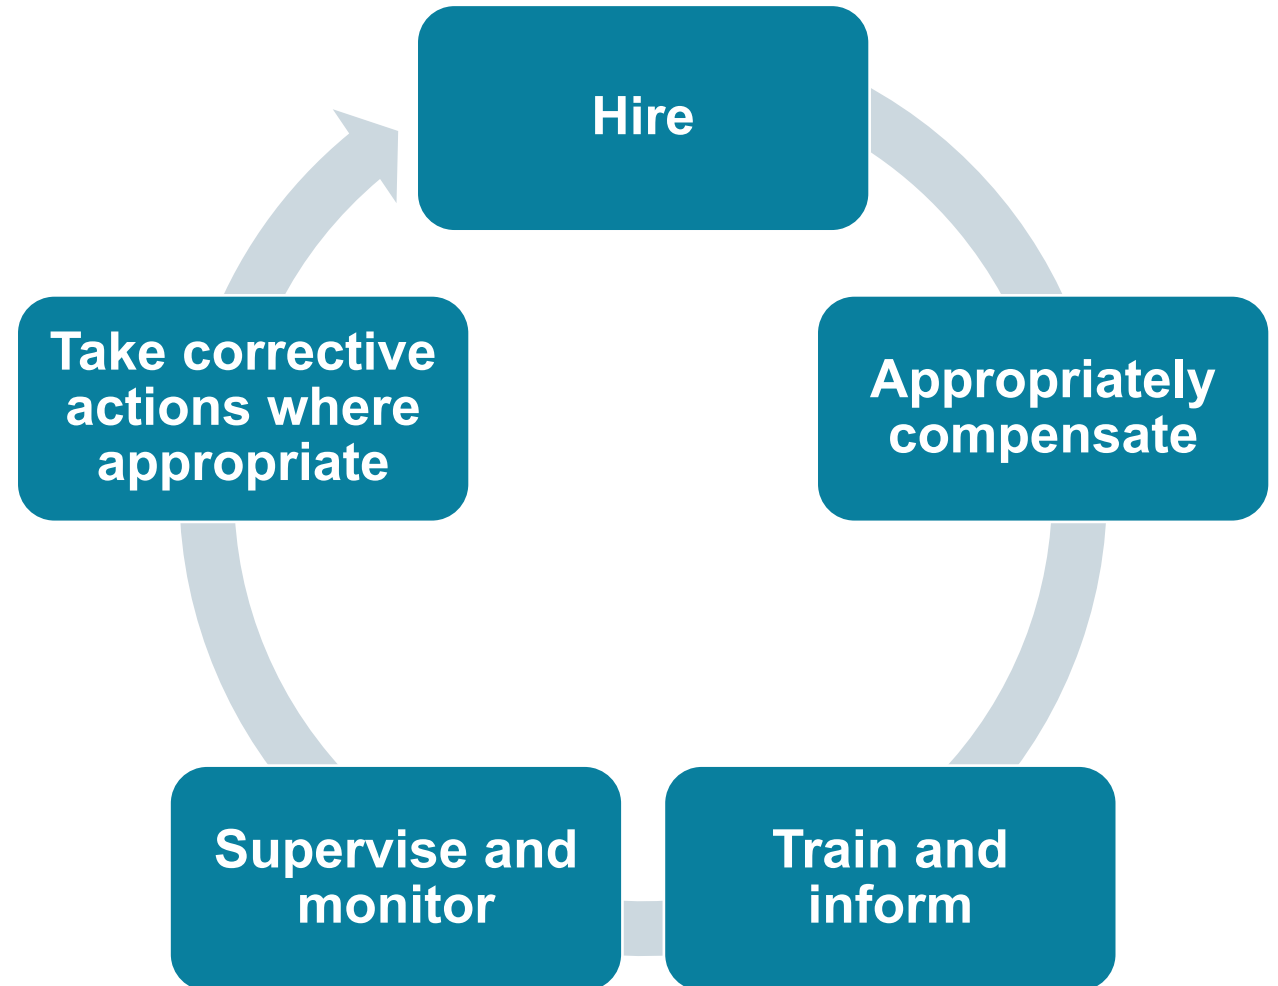 Hire
Appropriately
compensate
Train and
inform
Supervise and
monitor
Take corrective
actions where
appropriate